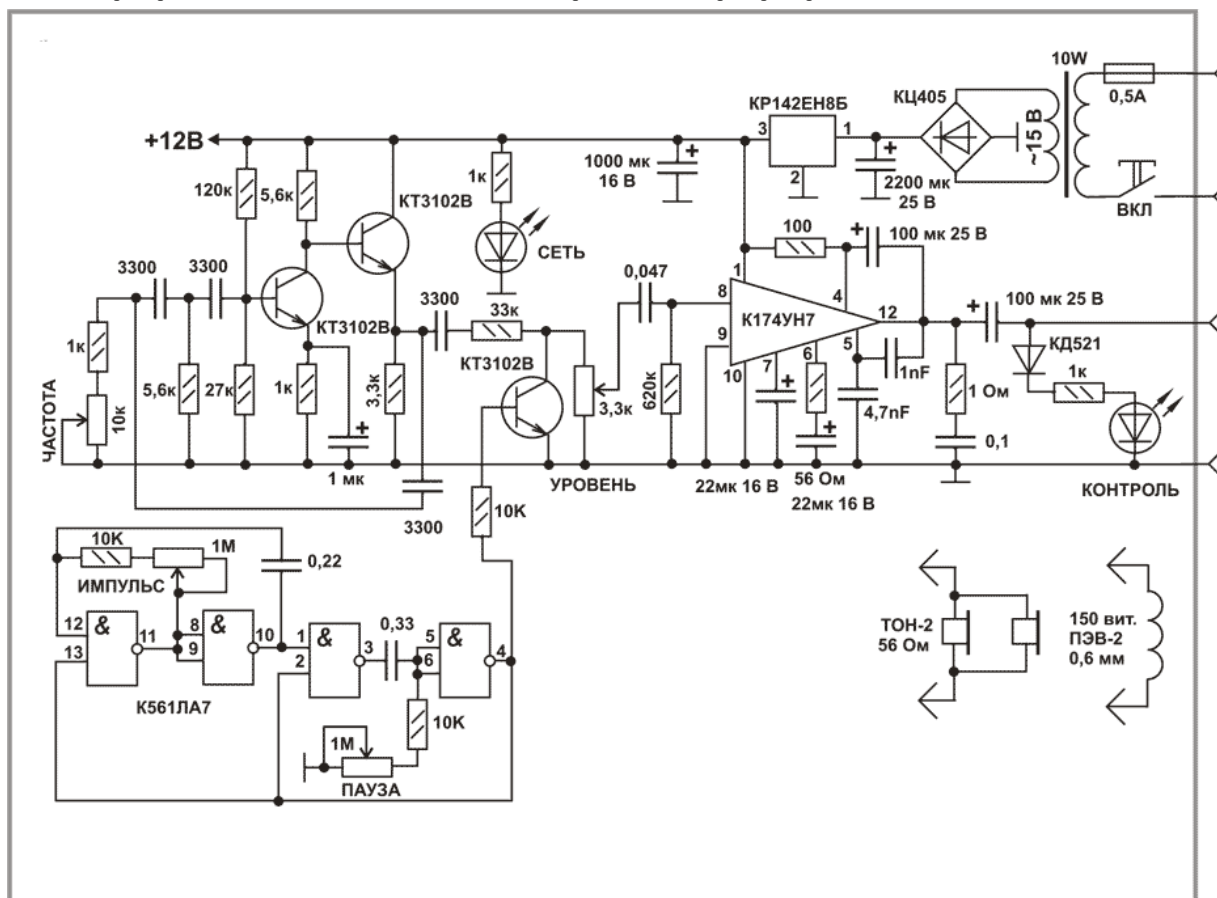 10W
КР142ЕН8Б
КЦ405
0,5А
+12В
3
1
2
~15 В
1000 мк
16 В
+
+
2200 мк
25 В
ВКЛ
120к
5,6к
КТ3102В
1к
СЕТЬ
100
+
100 мк 25 В
3300
3300
КТ3102В
3300
33к
0,047
8
1
4
К174УН7
12
+
100 мк 25 В
9
10
7
6
5
1nF
КД521
1к
1к
5,6к
27к
1к
3,3к
КТ3102В
3,3к
620к
+
+
4,7nF
1 Ом
0,1
ЧАСТОТА
10к
+
1 мк
УРОВЕНЬ
22мк 16 В
56 Ом
22мк 16 В
КОНТРОЛЬ
3300
10K
10K
1М
0,22
ИМПУЛЬС
12
13
&
11
8
9
&
10
1
2
&
3
0,33
5
6
&
4
К561ЛА7
10K
1М
ПАУЗА
ТОН-2
56 Ом
150 вит.
ПЭВ-2
0,6 мм